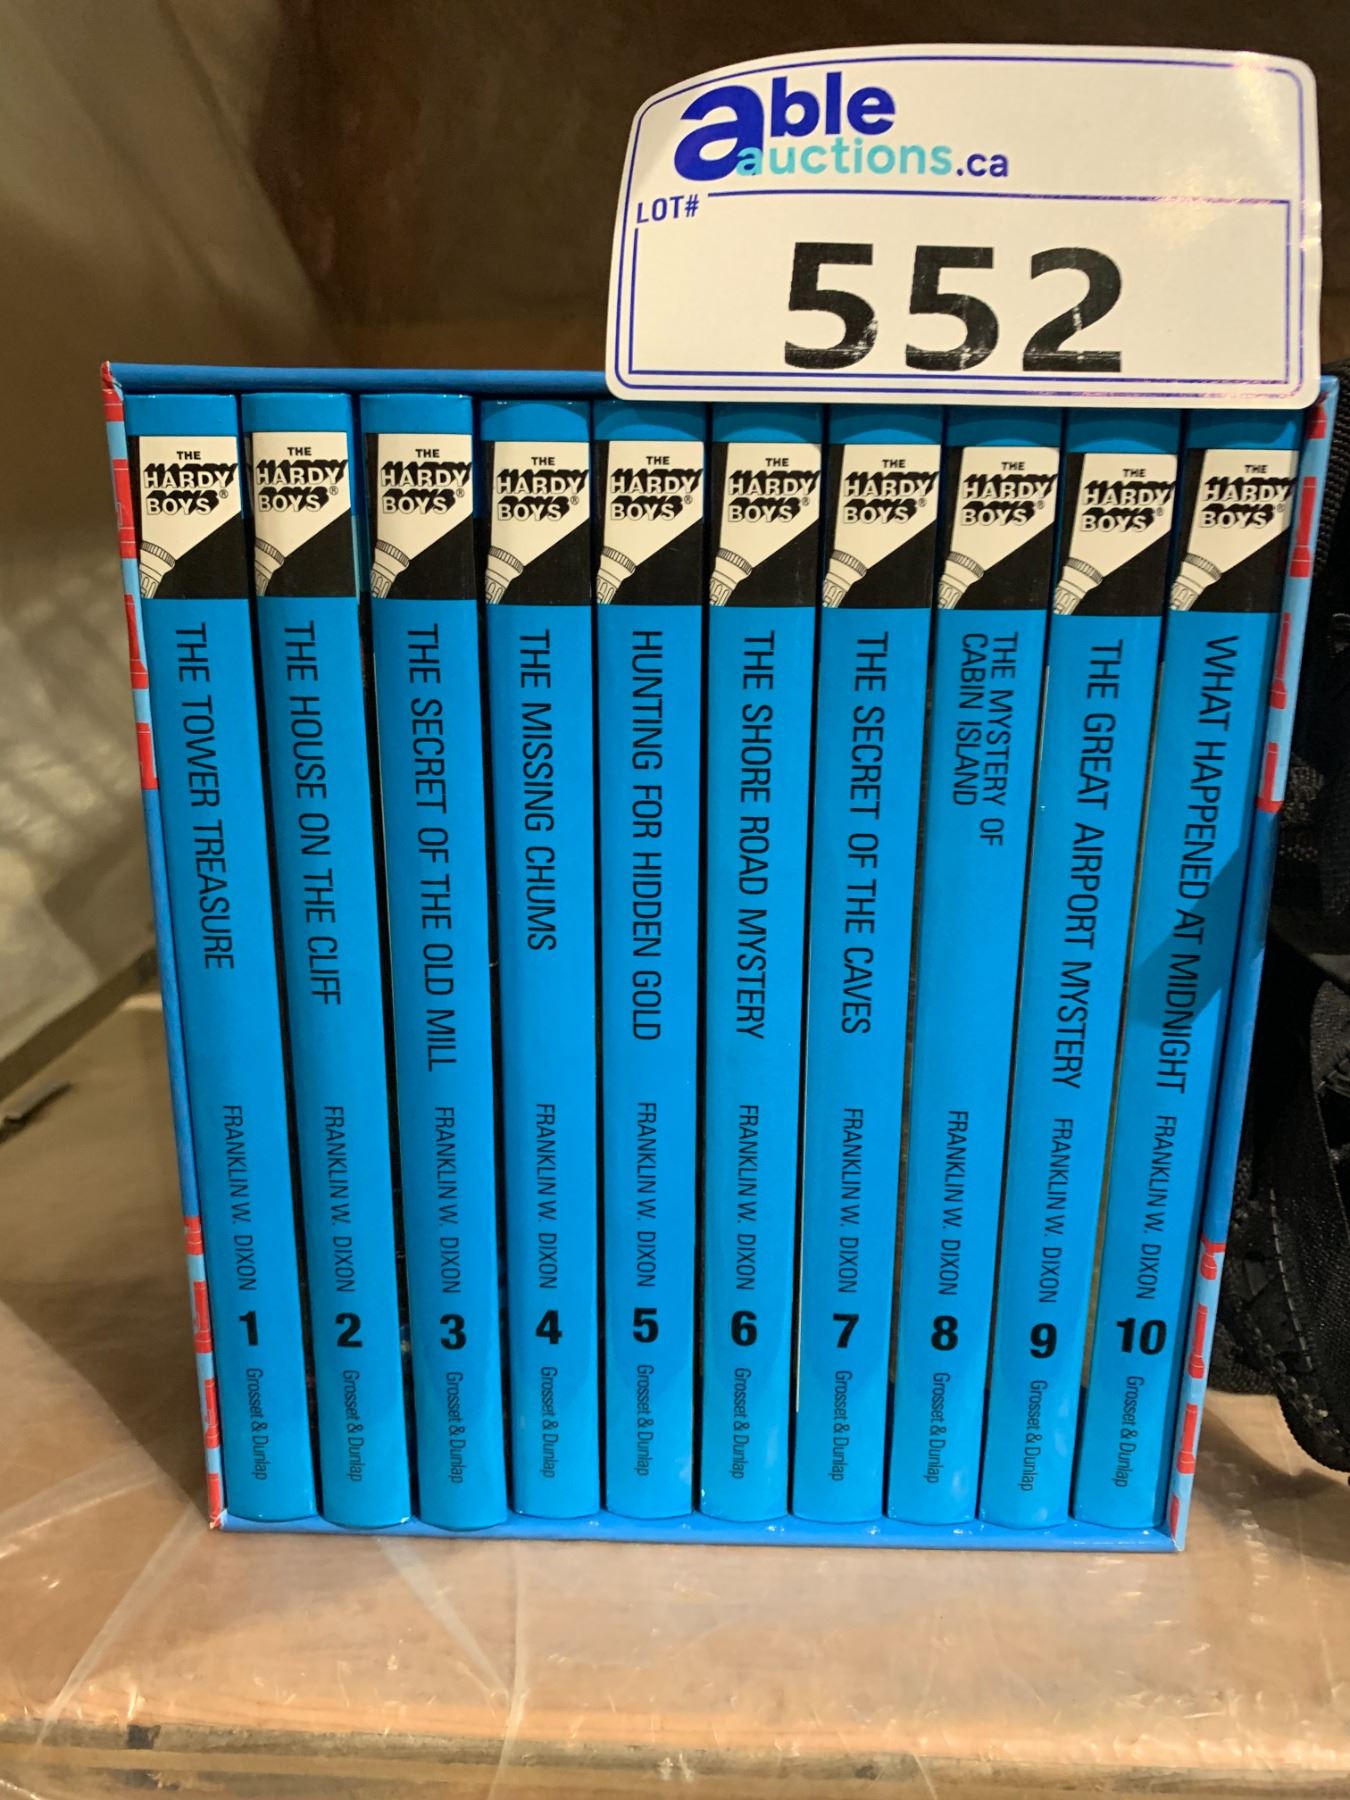 able
auctions.ca
LOT#
552
THE
HARDY
BOYS®
THE TOWER TREASURE
FRANKLIN W. DIXON
1
Grosset & Dunlap
THE
HARDY
BOYS®
THE HOUSE ON THE CLIFF
FRANKLIN W. DIXON
2
Grosset & Dunlap
THE
HARDY
BOYS®
THE SECRET OF THE OLD MILL
FRANKLIN W. DIXON
3
Grosset & Dunlap
THE
HARDY
BOYS®
THE MISSING CHUMS
FRANKLIN W. DIXON
4
Grosset & Dunlap
THE
HARDY
BOYS®
HUNTING FOR HIDDEN GOLD
FRANKLIN W. DIXON
5
Grosset & Dunlap
THE
HARDY
BOYS®
THE SHORE ROAD MYSTERY
FRANKLIN W. DIXON
6
Grosset & Dunlap
THE
HARDY
BOYS®
THE SECRET OF THE CAVES
FRANKLIN W. DIXON
7
Grosset & Dunlap
THE
HARDY
BOYS®
THE MYSTERY OF
CABIN ISLAND
FRANKLIN W. DIXON
8
Grosset & Dunlap
THE
HARDY
BOYS®
THE GREAT AIRPORT MYSTERY
FRANKLIN W. DIXON
9
Grosset & Dunlap
THE
HARDY
BOYS®
WHAT HAPPENED AT MIDNIGHT
FRANKLIN W. DIXON
10
Grosset & Dunlap